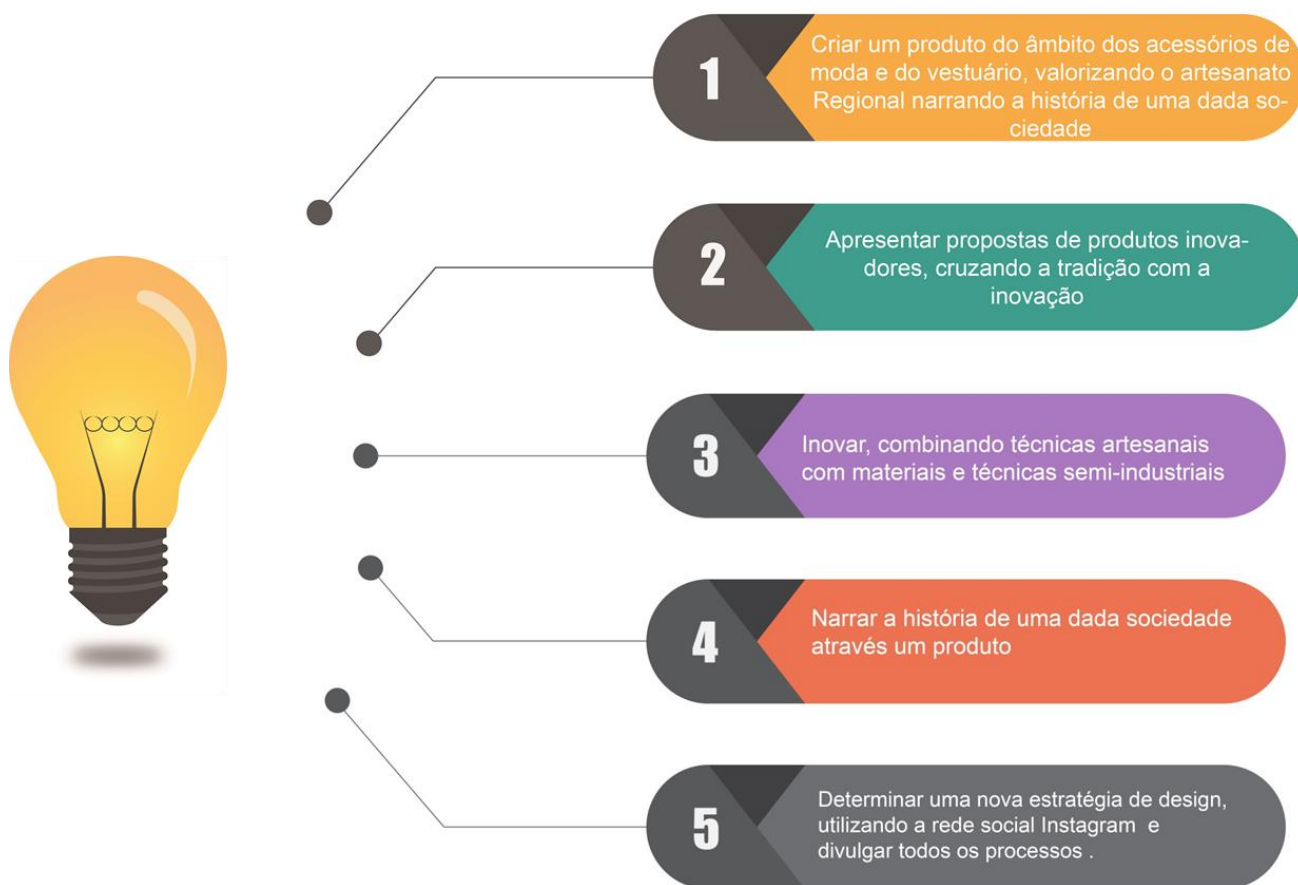 1
Criar um produto do âmbito dos acessórios de
moda e do vestuário, valorizando o artesanato
Regional narrando a história de uma dada so-
ciedade
2
Apresentar propostas de produtos inova-
dores, cruzando a tradição com a
inovação
3
Inovar, combinando técnicas artesanais
com materiais e técnicas semi-industriais
4
Narrar a história de uma dada sociedade
através um produto
5
Determinar uma nova estratégia de design,
utilizando a rede social Instagram e
divulgar todos os processos .